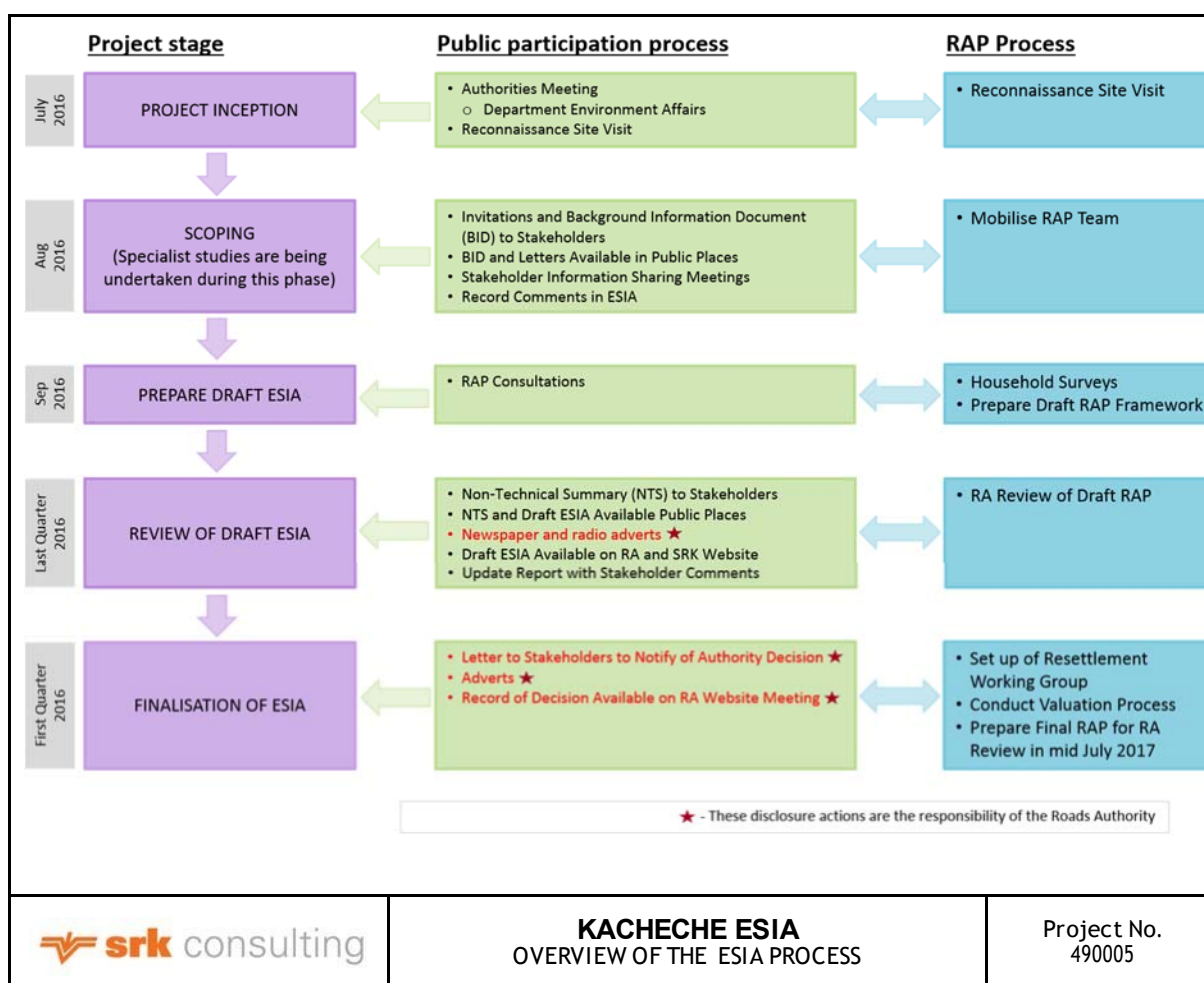 Project stage
Public participation process
RAP Process
July
2016
PROJECT INCEPTION
• Authorities Meeting
o Department Environment Affairs
• Reconnaissance Site Visit
• Reconnaissance Site Visit
Aug
2016
SCOPING
(Specialist studies are being
undertaken during this phase)
• Invitations and Background Information Document
(BID) to Stakeholders
• BID and Letters Available in Public Places
• Stakeholder Information Sharing Meetings
• Record Comments in ESIA
• Mobilise RAP Team
Sep
2016
PREPARE DRAFT ESIA
• RAP Consultations
• Household Surveys
• Prepare Draft RAP Framework
Last Quarter
2016
REVIEW OF DRAFT ESIA
• Non-Technical Summary (NTS) to Stakeholders
• NTS and Draft ESIA Available Public Places
• Newspaper and radio adverts ★
• Draft ESIA Available on RA and SRK Website
• Update Report with Stakeholder Comments
• RA Review of Draft RAP
First Quarter
2016
FINALISATION OF ESIA
• Letter to Stakeholders to Notify of Authority Decision ★
• Adverts ★
• Record of Decision Available on RA Website Meeting ★
• Set up of Resettlement
Working Group
• Conduct Valuation Process
• Prepare Final RAP for RA
Review in mid July 2017
★ - These disclosure actions are the responsibility of the Roads Authority
srk consulting
KACHECHE ESIA
OVERVIEW OF THE ESIA PROCESS
Project No.
490005